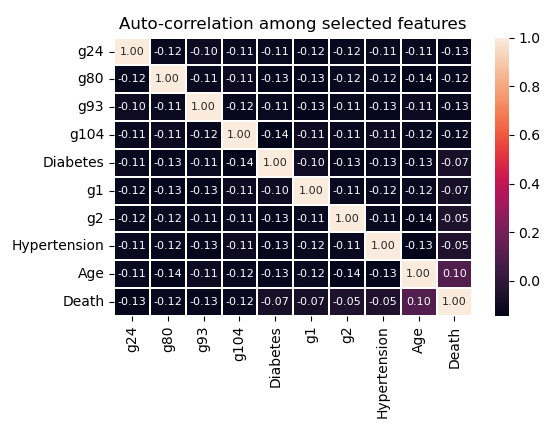 Auto-correlation among selected features
g24 1.00 -0.12 -0.10 -0.11 -0.11 -0.12 -0.12 -0.11 -0.11 -0.13
g80 -0.12 1.00 -0.11 -0.11 -0.13 -0.13 -0.12 -0.12 -0.14 -0.12
g93 -0.10 -0.11 1.00 -0.12 -0.11 -0.13 -0.11 -0.13 -0.11 -0.13
g104 -0.11 -0.11 -0.12 1.00 -0.14 -0.11 -0.11 -0.11 -0.12 -0.12
Diabetes -0.11 -0.13 -0.11 -0.14 1.00 -0.10 -0.13 -0.13 -0.13 -0.07
g1 -0.12 -0.13 -0.13 -0.11 -0.10 1.00 -0.11 -0.12 -0.12 -0.07
g2 -0.12 -0.12 -0.11 -0.11 -0.13 -0.11 1.00 -0.11 -0.14 -0.05
Hypertension -0.11 -0.12 -0.13 -0.11 -0.13 -0.12 -0.11 1.00 -0.13 -0.05
Age -0.11 -0.14 -0.11 -0.12 -0.13 -0.12 -0.14 -0.13 1.00 0.10
Death -0.13 -0.12 -0.13 -0.12 -0.07 -0.07 -0.05 -0.05 0.10 1.00
g24 g80 g93 g104 Diabetes g1 g2 Hypertension Age Death
1.0
0.8
0.6
0.4
0.2
0.0